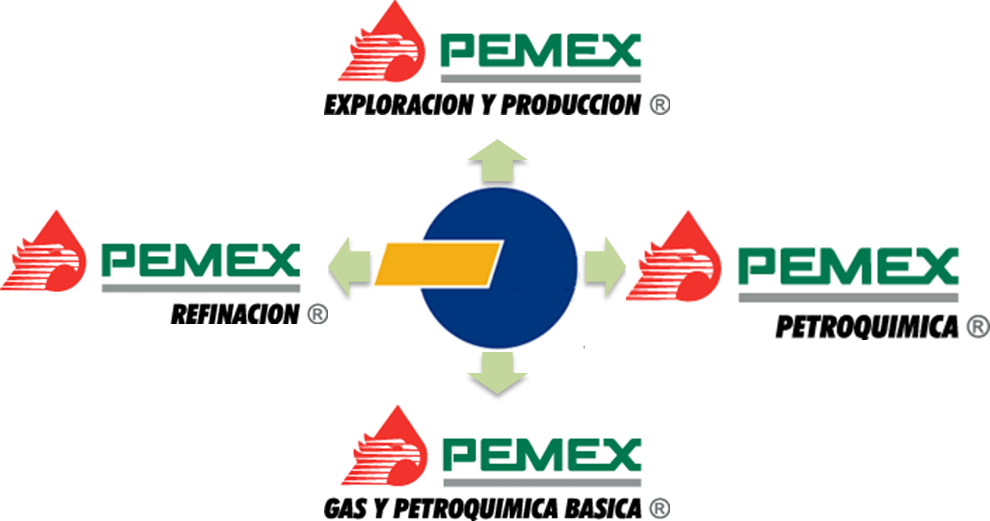 PEMEX
EXPLORACION Y PRODUCCION ®
PEMEX
REFINACION ®
PEMEX
PETROQUIMICA ®
PEMEX
GAS Y PETROQUIMICA BASICA ®